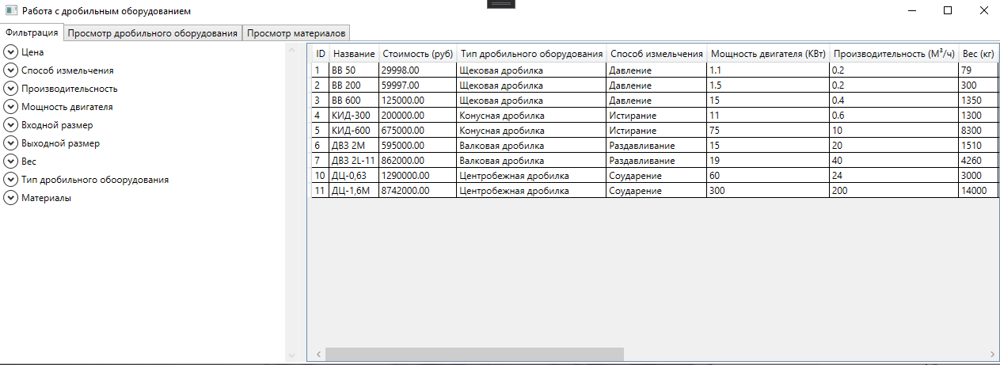 Работа с дробильным оборудованием
Фильтрация Просмотр дробильного оборудования Просмотр материалов
Цена
Способ измельчения
Производительсность
Мощность двигателя
Входной размер
Выходной размер
Вес
Тип дробильного обоорудования
Материалы
ID Название Стоимость (руб) Тип дробильного оборудования Способ измельчения Мощность двигателя (КВт) Производительность (М³/ч) Вес (кг)
1 BB 50 29998.00 Щековая дробилка Давление 1.1 0.2 79
2 BB 200 59997.00 Щековая дробилка Давление 1.5 0.2 300
3 BB 600 125000.00 Щековая дробилка Давление 15 0.4 1350
4 КИД-300 200000.00 Конусная дробилка Истирание 11 0.6 1300
5 КИД-600 675000.00 Конусная дробилка Истирание 75 10 8300
6 ДВЗ 2М 595000.00 Валковая дробилка Раздавливание 15 20 1510
7 ДВЗ 2L-11 862000.00 Валковая дробилка Раздавливание 19 40 4260
10 ДЦ-0,63 1290000.00 Центробежная дробилка Соударение 60 24 3000
11 ДЦ-1,6М 8742000.00 Центробежная дробилка Соударение 300 200 14000